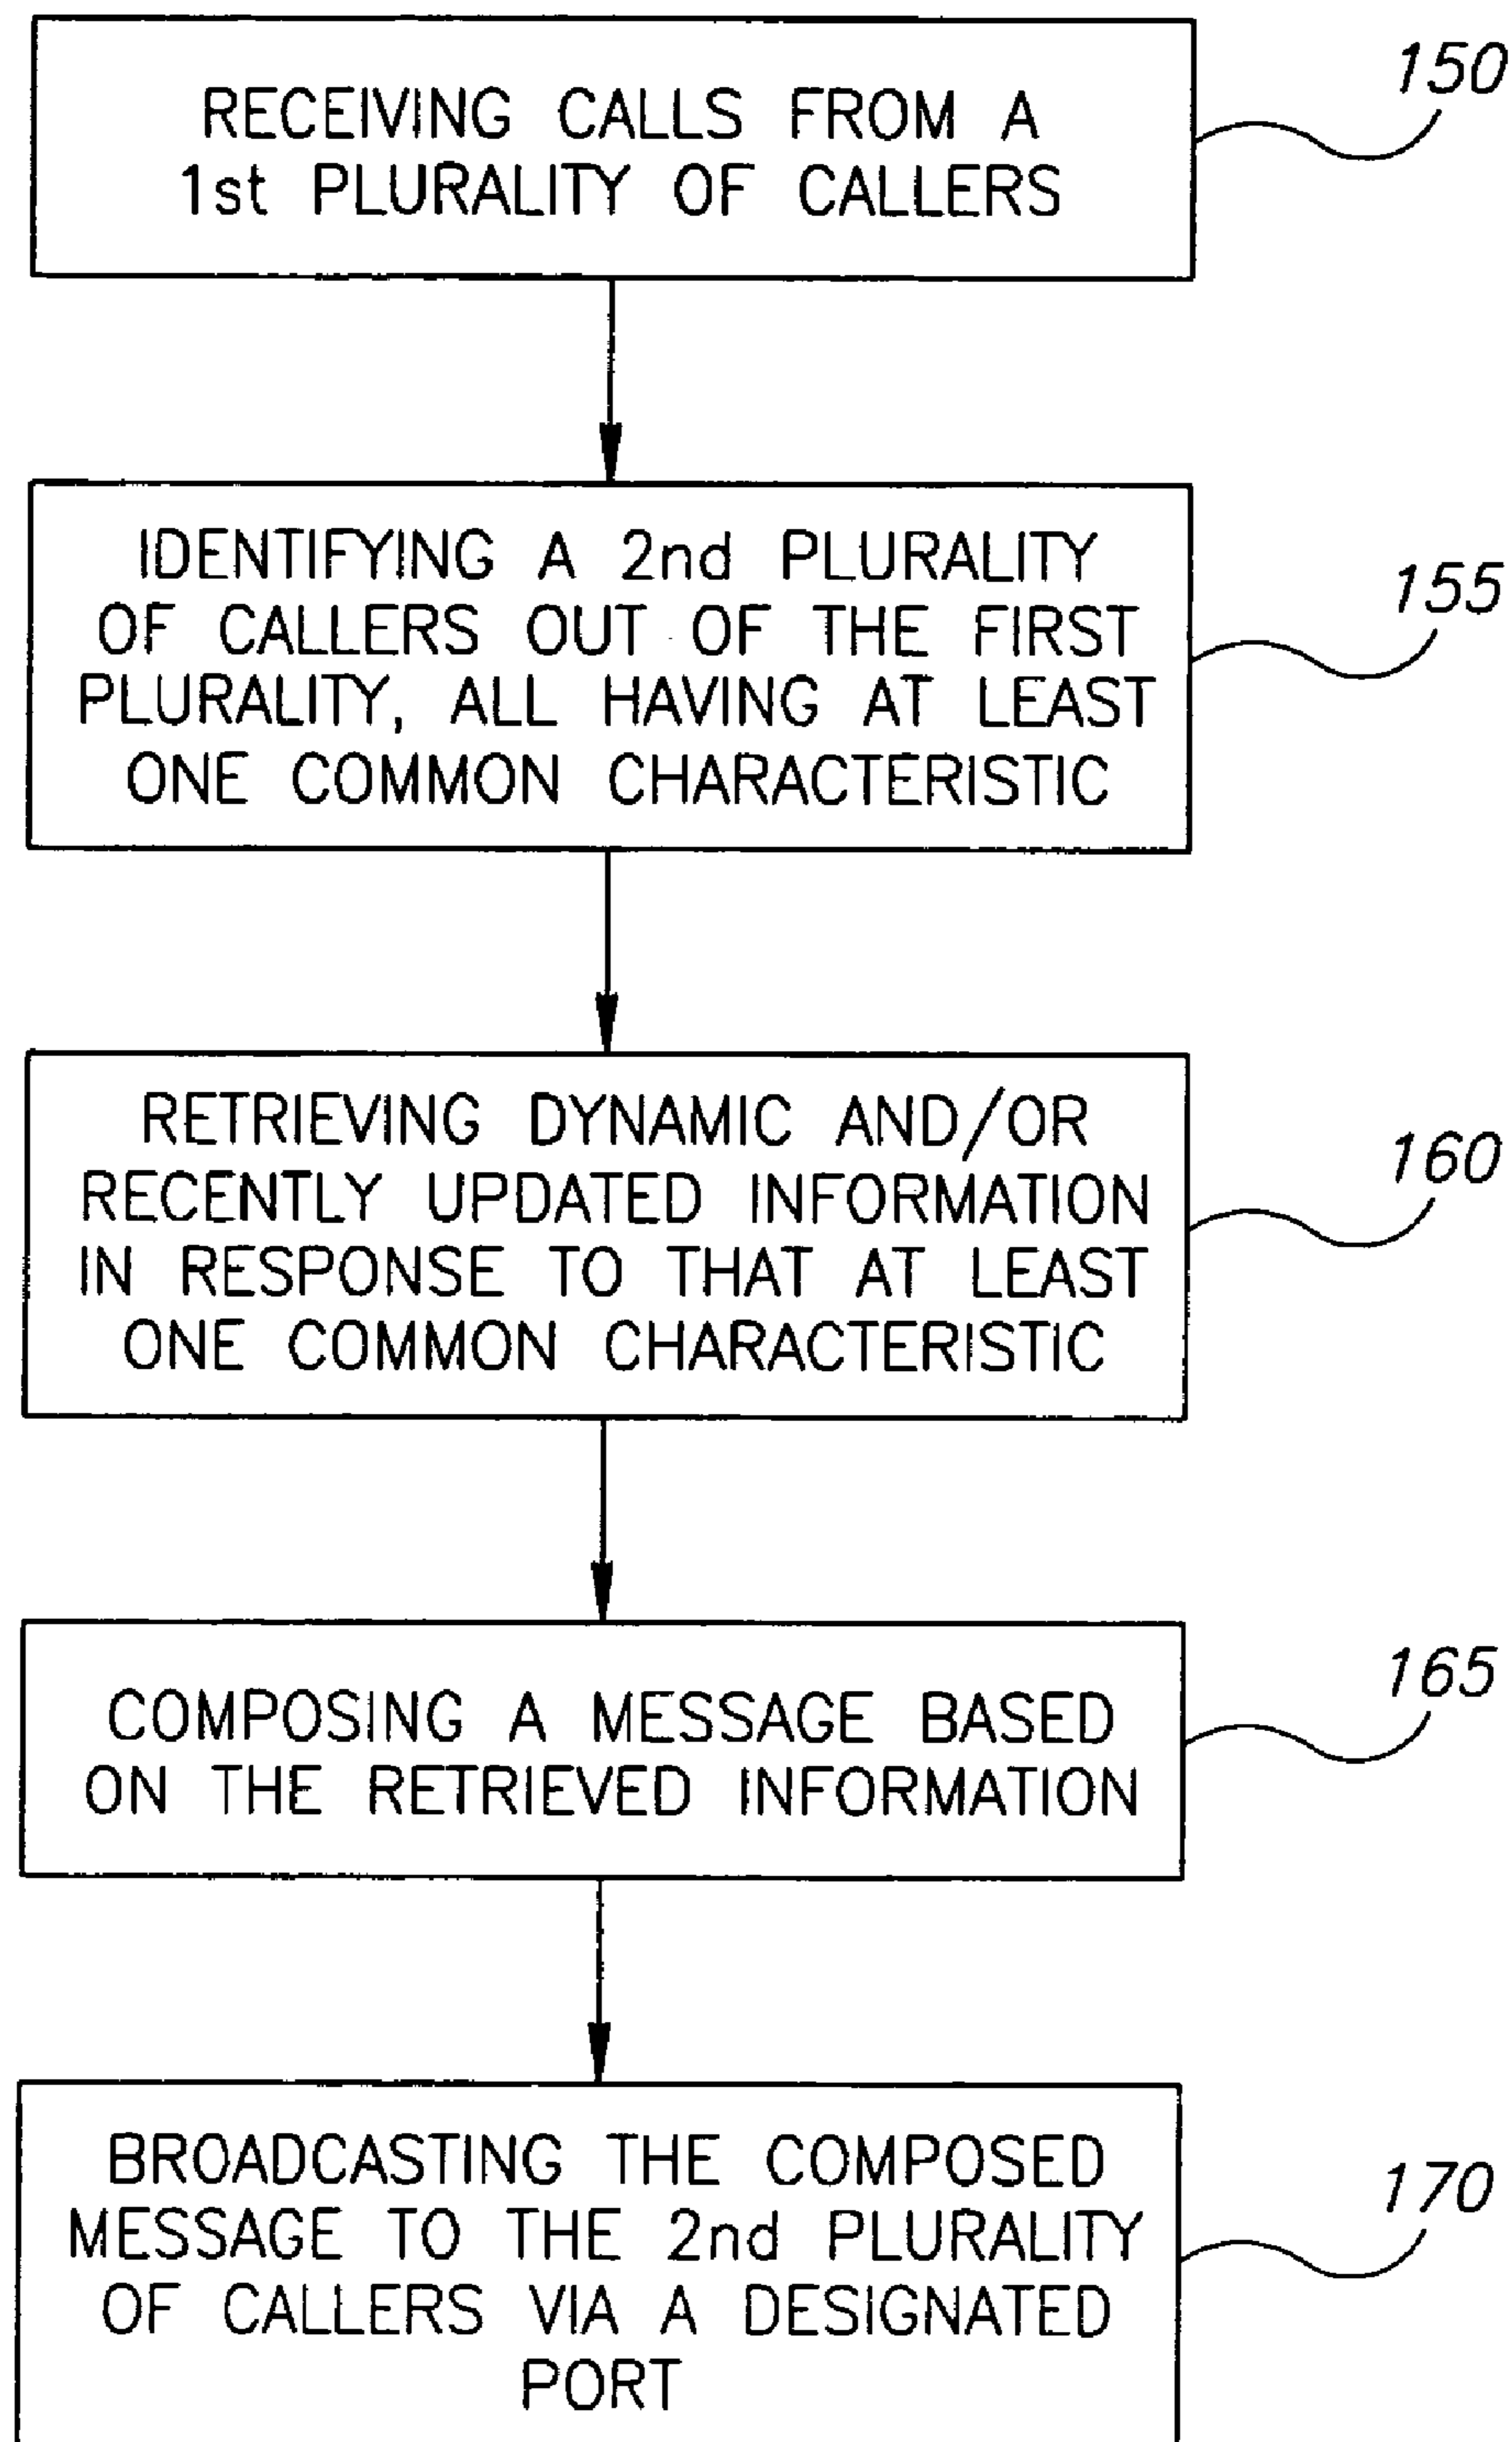 RECEIVING CALLS FROM A
1st PLURALITY OF CALLERS
150
IDENTIFYING A 2nd PLURALITY
OF CALLERS OUT OF THE FIRST
PLURALITY, ALL HAVING AT LEAST
ONE COMMON CHARACTERISTIC
155
RETRIEVING DYNAMIC AND/OR
RECENTLY UPDATED INFORMATION
IN RESPONSE TO THAT AT LEAST
ONE COMMON CHARACTERISTIC
160
COMPOSING A MESSAGE BASED
ON THE RETRIEVED INFORMATION
165
BROADCASTING THE COMPOSED
MESSAGE TO THE 2nd PLURALITY
OF CALLERS VIA A DESIGNATED
PORT
170